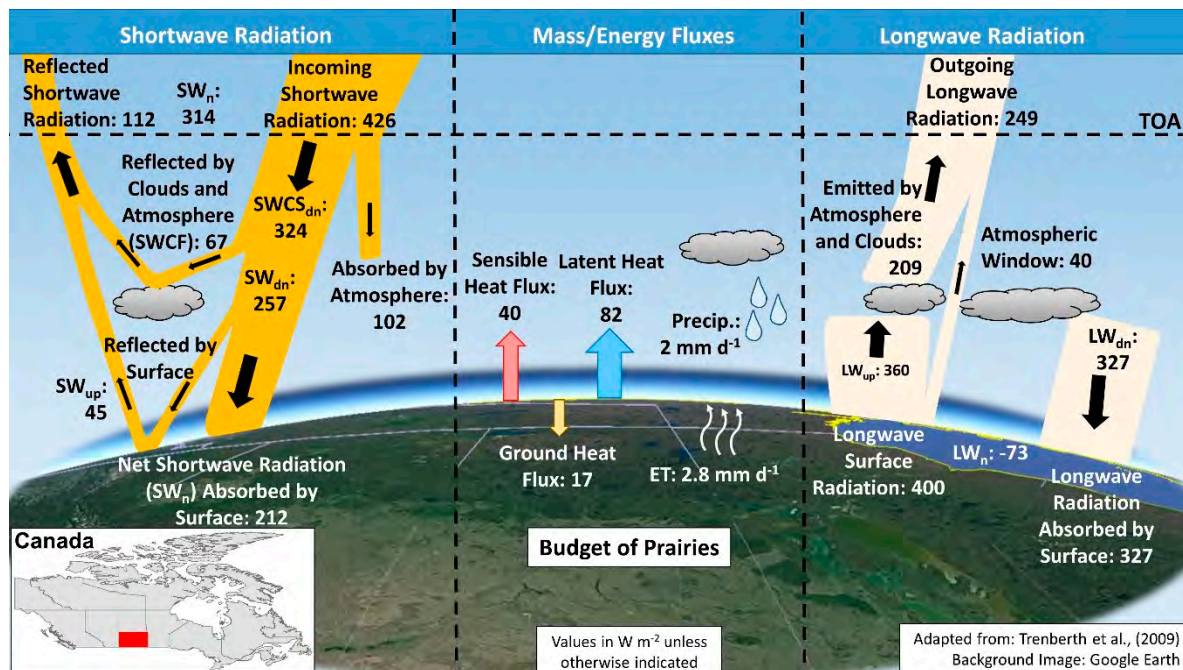 Shortwave Radiation
Reflected
Shortwave
Radiation: 112
SWₙ:
314
Incoming
Shortwave
Radiation: 426
Reflected by
Clouds and
Atmosphere
(SWCF): 67
SWCS_dn:
324
SW_dn:
257
Absorbed by
Atmosphere:
102
Reflected by
Surface
SW_up:
45
Net Shortwave Radiation
(SWₙ) Absorbed by
Surface: 212
Canada
Mass/Energy Fluxes
Sensible
Heat Flux:
40
Latent Heat
Flux:
82
Precip.:
2 mm d⁻¹
Ground Heat
Flux: 17
ET: 2.8 mm d⁻¹
Budget of Prairies
Values in W m⁻² unless
otherwise indicated
Longwave Radiation
Outgoing
Longwave
Radiation: 249
TOA
Emitted by
Atmosphere
and Clouds:
209
Atmospheric
Window: 40
LW_up: 360
LW_dn:
327
Longwave
Surface
Radiation: 400
LWₙ: -73
Longwave
Radiation
Absorbed by
Surface: 327
Adapted from: Trenberth et al., (2009)
Background Image: Google Earth